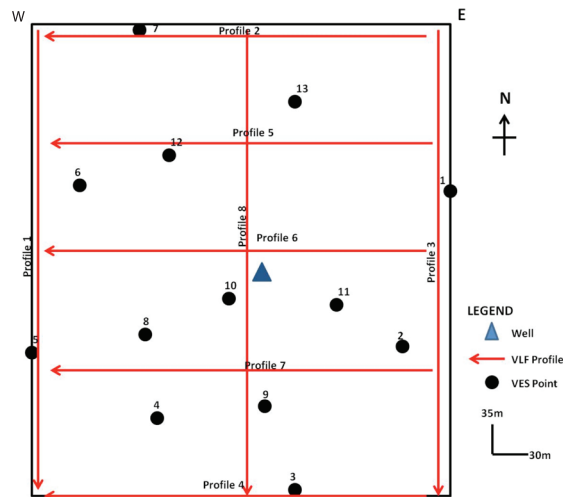 W
E
7
Profile 2
13
N
Profile 5
12
6
1
Profile 8
Profile 1
Profile 6
Profile 3
10
11
LEGEND
Well
8
2
5
VLF Profile
Profile 7
VES Point
9
4
35m
30m
Profile 4
3